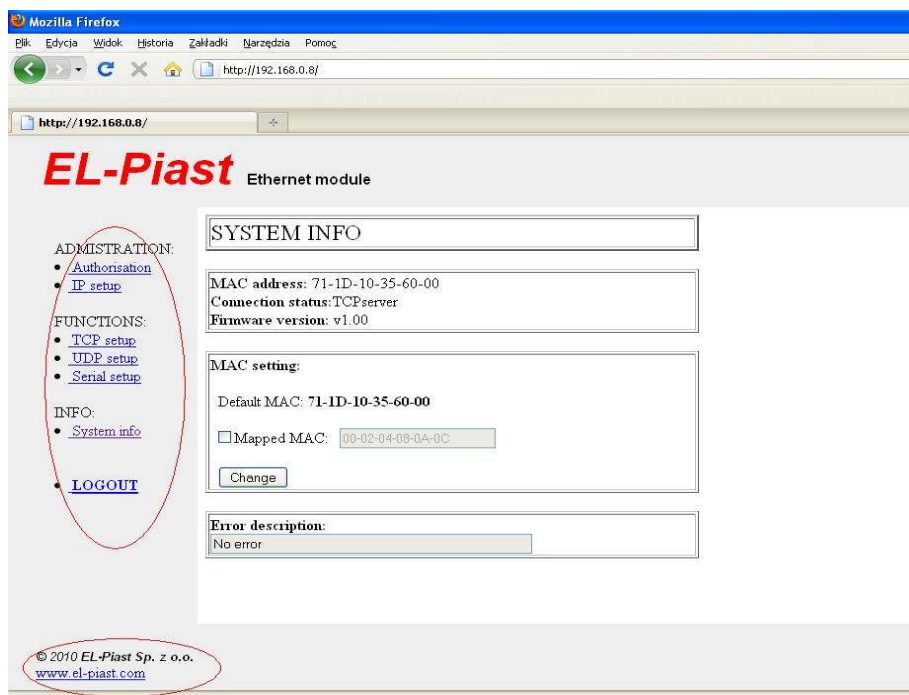 Mozilla Firefox
Plik Edycja Widok Historia Zakładki Narzędzia Pomoc
http://192.168.0.8/
http://192.168.0.8/
EL-Piast Ethernet module
SYSTEM INFO
ADMISTRATION:
Authorisation
IP setup
FUNCTIONS:
TCP setup
UDP setup
Serial setup
INFO:
System info
LOGOUT
MAC address: 71-1D-10-35-60-00
Connection status:TCPserver
Firmware version: v1.00
MAC setting:
Default MAC: 71-1D-10-35-60-00
Mapped MAC: 00-02-04-08-0A-0C
Change
Error description:
No error
© 2010 EL-Piast Sp. z o.o.
www.el-piast.com